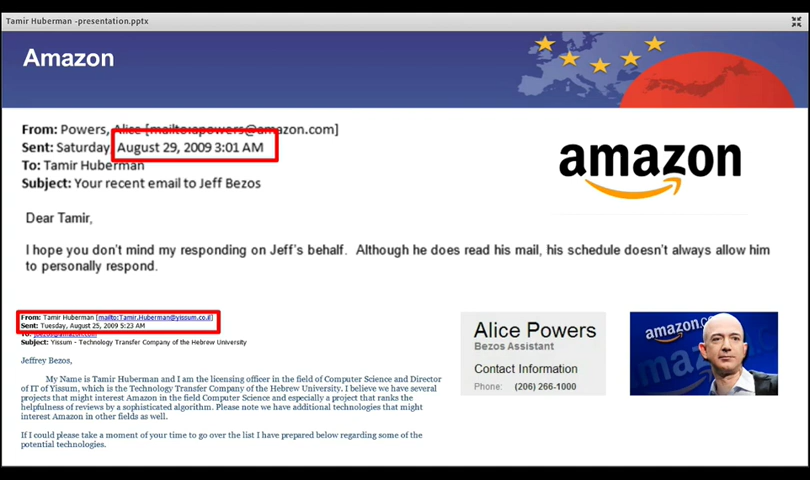 Tamir Huberman -presentation.pptx
Amazon
From: Powers, Alice [mailto:apowers@amazon.com]
Sent: Saturday, August 29, 2009 3:01 AM
To: Tamir Huberman
Subject: Your recent email to Jeff Bezos
amazon
Dear Tamir,
I hope you don't mind my responding on Jeff's behalf. Although he does read his mail, his schedule doesn't always allow him
to personally respond.
From: Tamir Huberman [mailto:Tamir.Huberman@yissum.co.il]
Sent: Tuesday, August 25, 2009 5:23 AM
To: jbezos@amazon.com
Subject: Yissum - Technology Transfer Company of the Hebrew University
Jeffrey Bezos,
My Name is Tamir Huberman and I am the licensing officer in the field of Computer Science and Director
of IT of Yissum, which is the Technology Transfer Company of the Hebrew University. I believe we have several
projects that might interest Amazon in the field Computer Science and especially a project that ranks the
helpfulness of reviews by a sophisticated algorithm. Please note we have additional technologies that might
interest Amazon in other fields as well.
If I could please take a moment of your time to go over the list I have prepared below regarding some of the
potential technologies.
Alice Powers
Bezos Assistant
Contact Information
Phone: (206) 266-1000
amazon.com